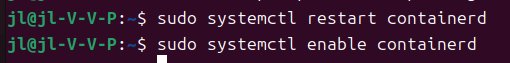 jl@jl-V-V-P:~$ sudo systemctl restart containerd
jl@jl-V-V-P:~$ sudo systemctl enable containerd